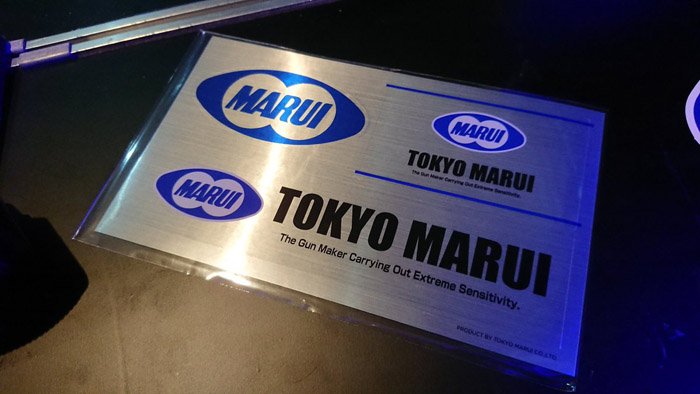 MARUI
MARUI
TOKYO MARUI
The Gun Maker Carrying Out Extreme Sensitivity.
MARUI
TOKYO MARUI
The Gun Maker Carrying Out Extreme Sensitivity.
PRODUCT BY TOKYO MARUI CO.,LTD.